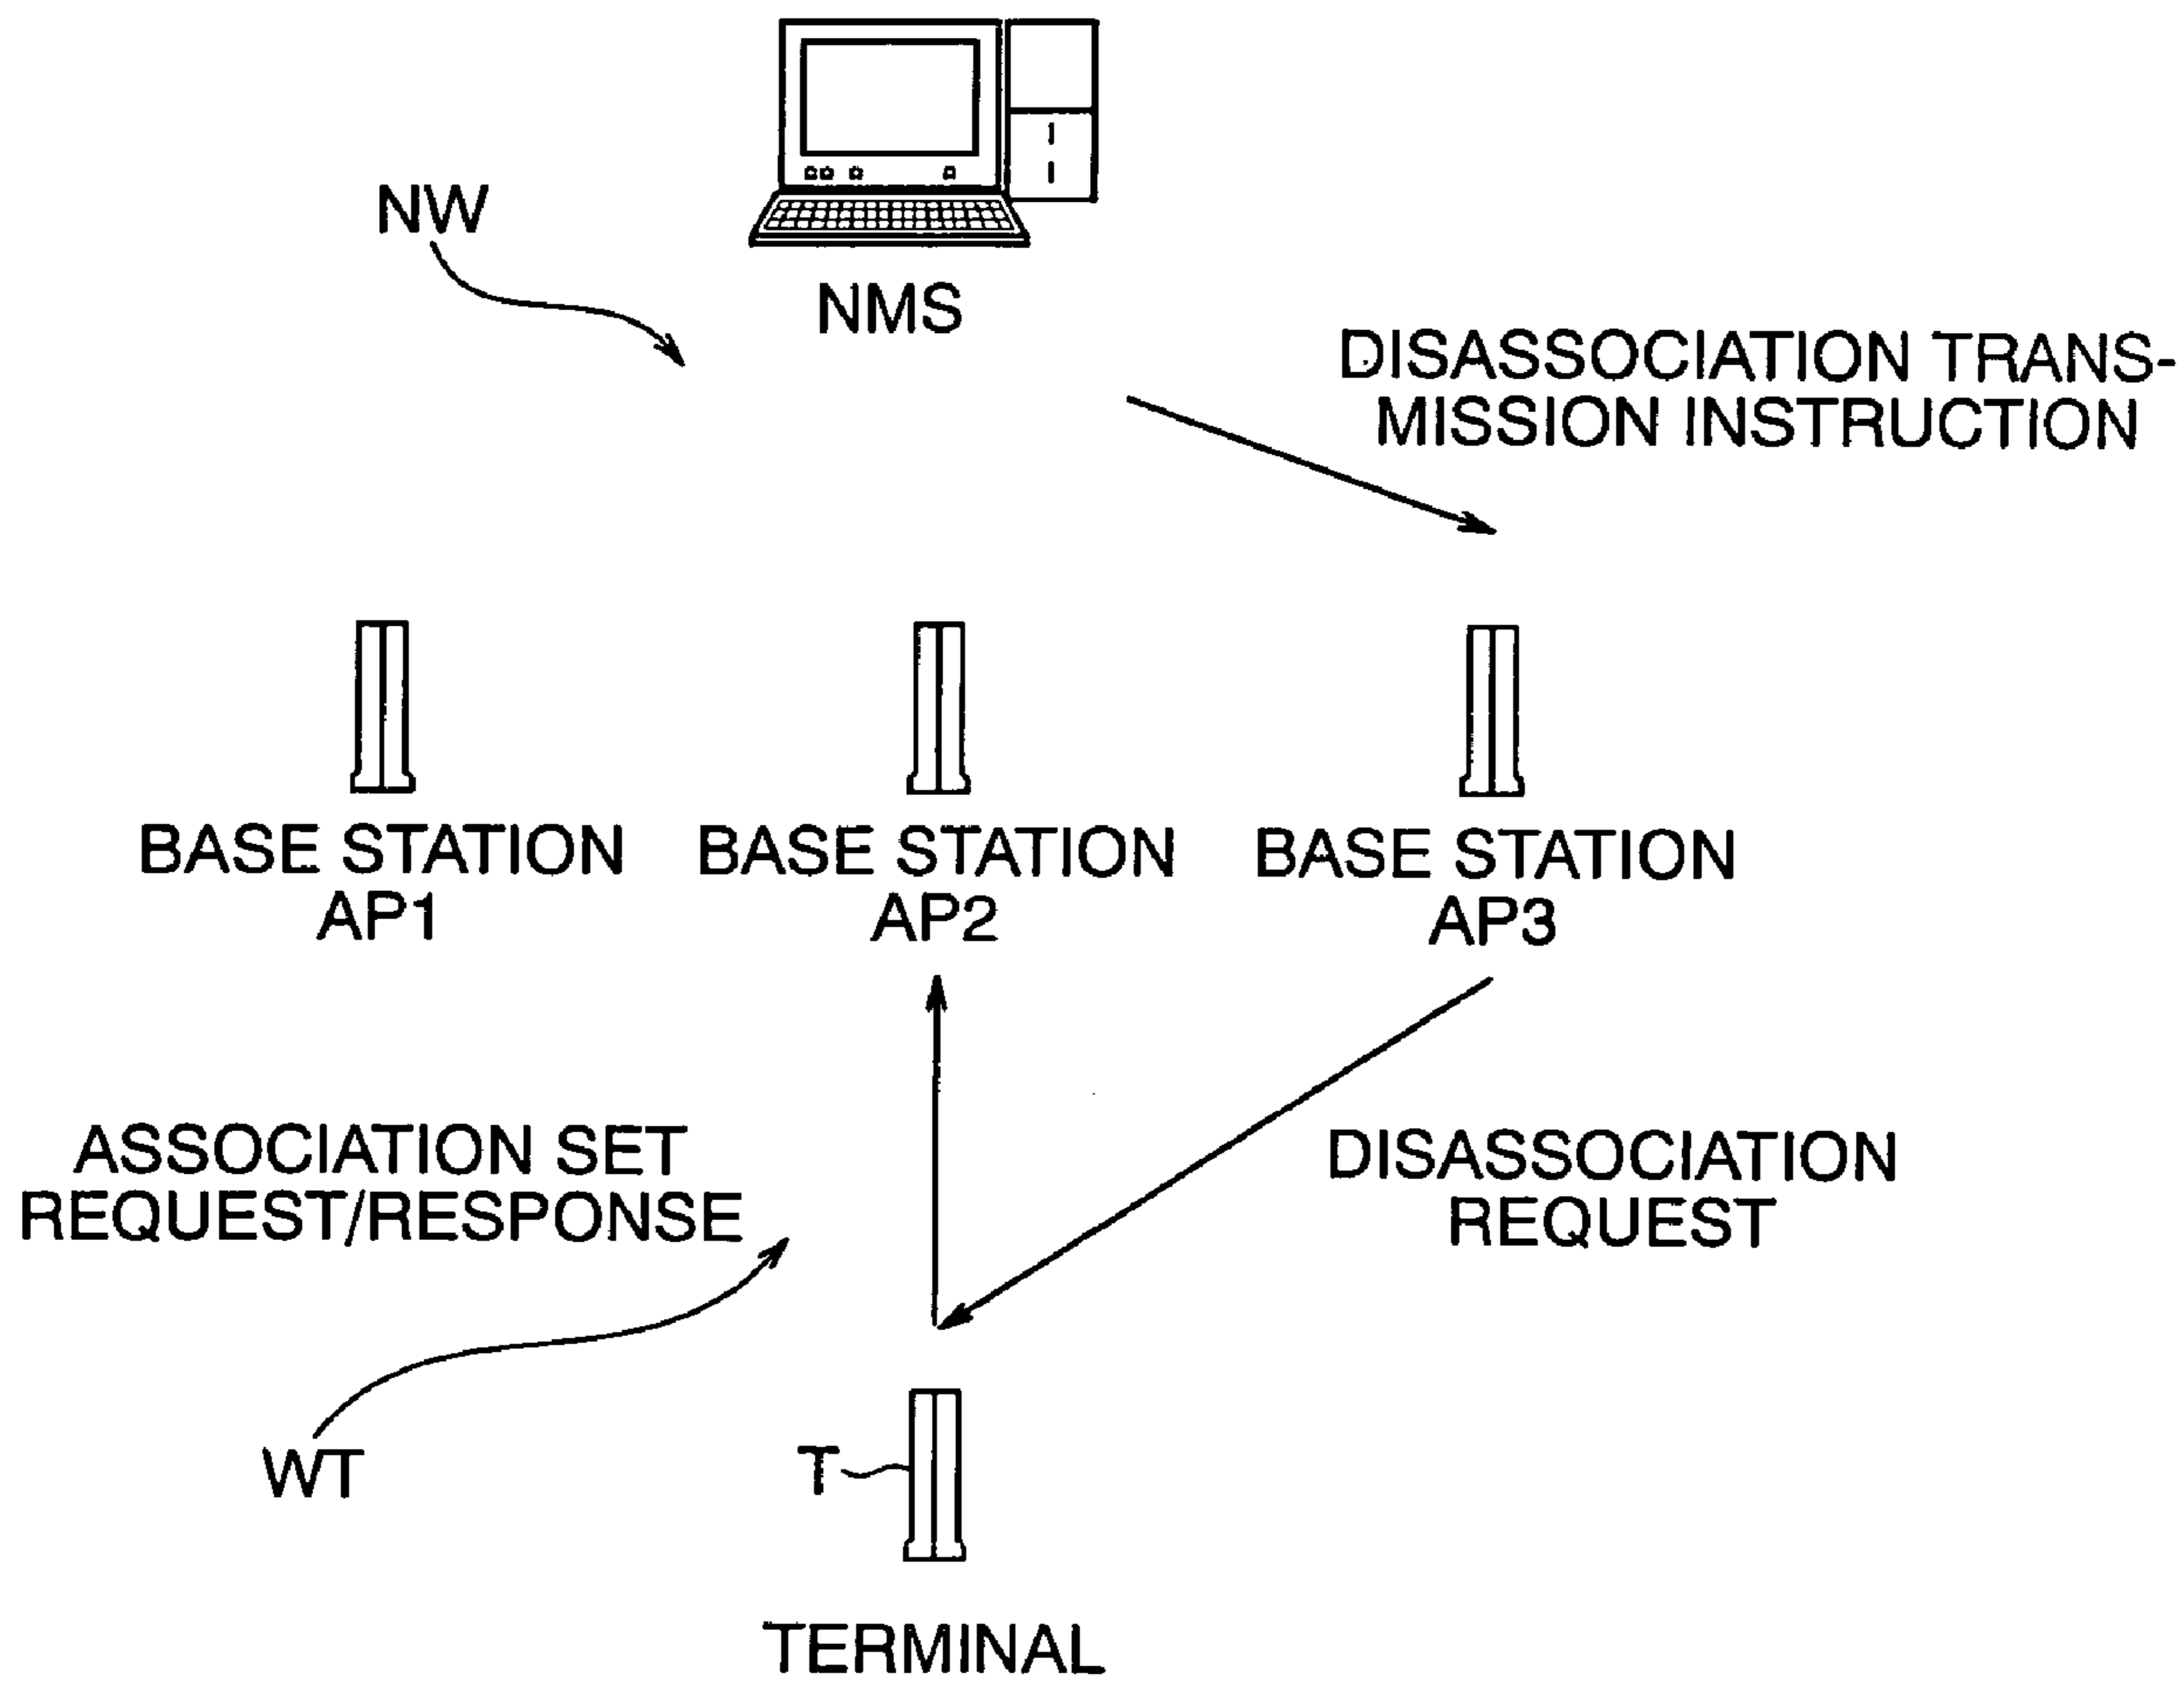 NW
NMS
DISASSOCIATION TRANS-
MISSION INSTRUCTION
BASE STATION
AP1
BASE STATION
AP2
BASE STATION
AP3
ASSOCIATION SET
REQUEST/RESPONSE
DISASSOCIATION
REQUEST
WT
T
TERMINAL